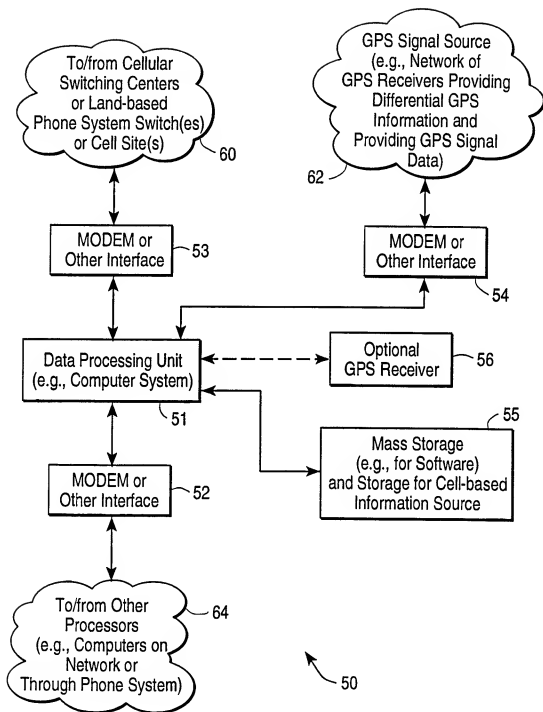 To/from Cellular
Switching Centers
or Land-based
Phone System Switch(es)
or Cell Site(s)
60
GPS Signal Source
(e.g., Network of
GPS Receivers Providing
Differential GPS
Information and
Providing GPS Signal
Data)
62
MODEM or
Other Interface
53
MODEM or
Other Interface
54
Data Processing Unit
(e.g., Computer System)
51
Optional
GPS Receiver
56
55
Mass Storage
(e.g., for Software)
and Storage for Cell-based
Information Source
MODEM or
Other Interface
52
To/from Other
Processors
(e.g., Computers on
Network or
Through Phone System)
64
50